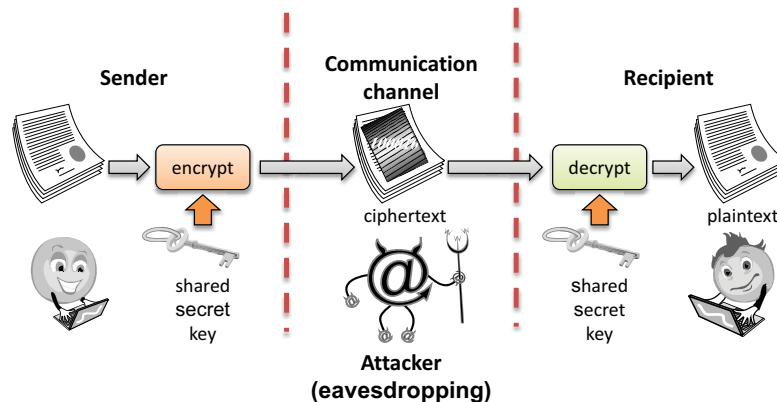 Sender
Communication
channel
Recipient
encrypt
decrypt
ciphertext
plaintext
shared
secret
key
@
shared
secret
key
Attacker
(eavesdropping)